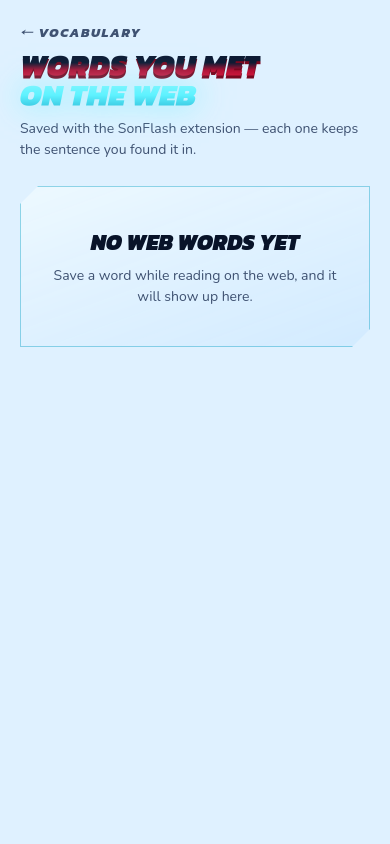 ← VOCABULARY
WORDS YOU MET
ON THE WEB
Saved with the SonFlash extension — each one keeps
the sentence you found it in.
NO WEB WORDS YET
Save a word while reading on the web, and it
will show up here.